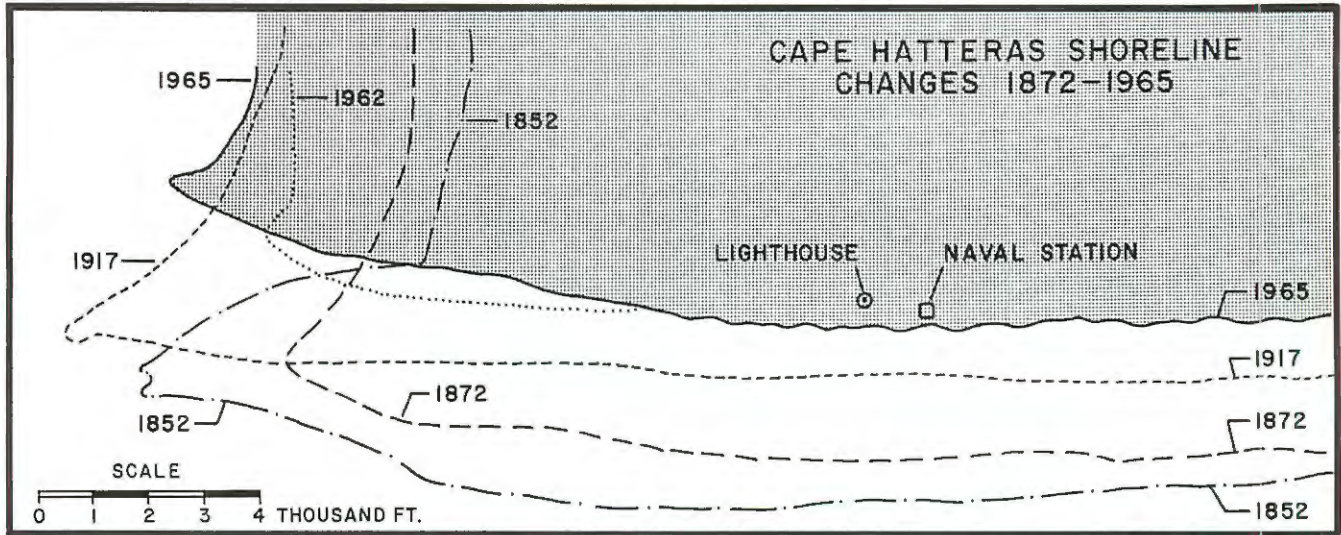 CAPE HATTERAS SHORELINE
CHANGES 1872-1965
1965
1962
1852
1917
LIGHTHOUSE
NAVAL STATION
1965
1917
1872
1852
1872
1852
SCALE
0 1 2 3 4 THOUSAND FT.